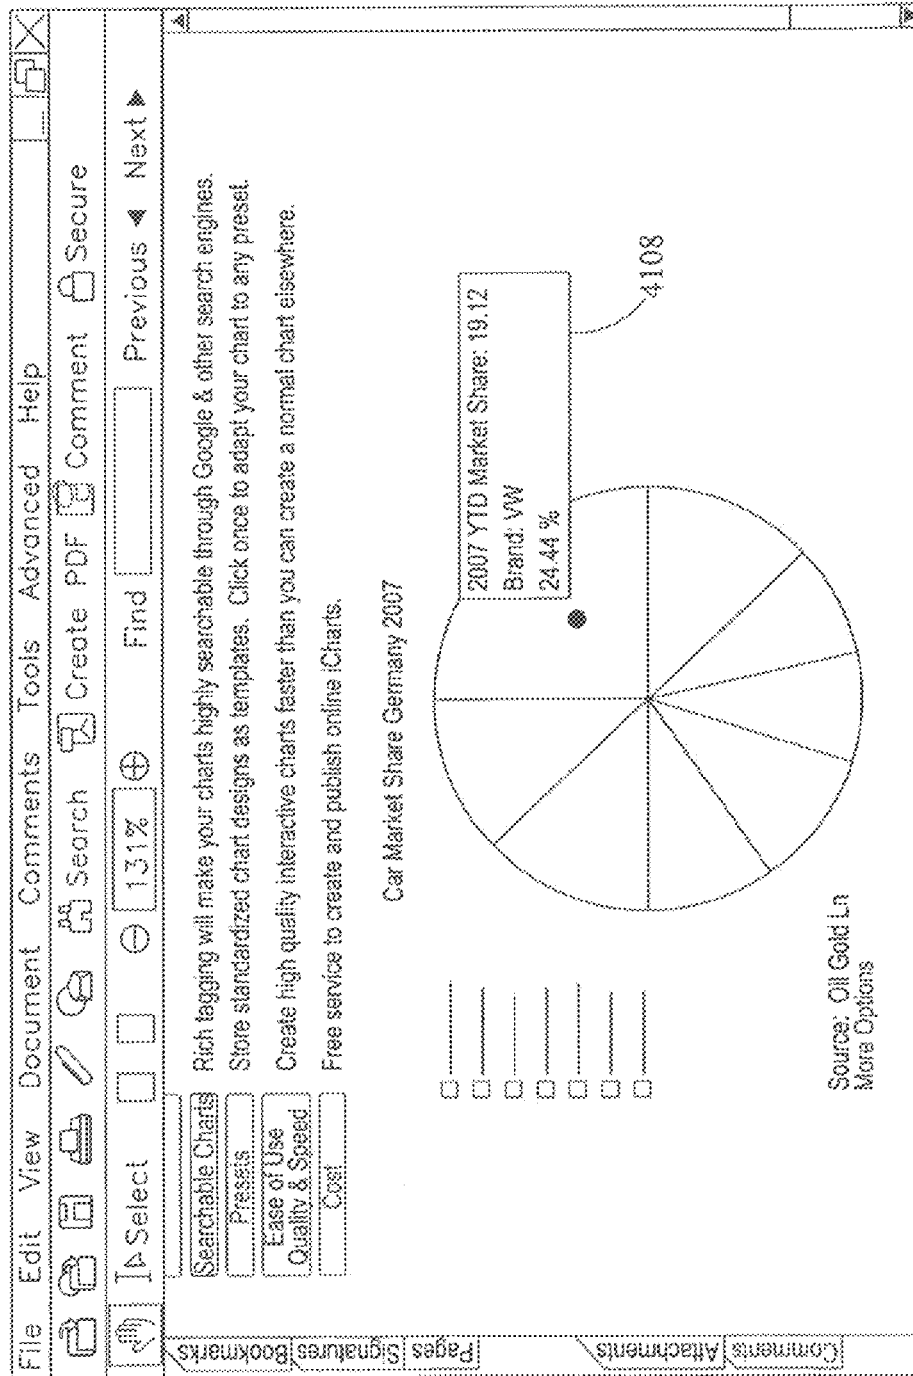 File Edit View Document Comments Tools Advanced Help
Search Create PDF Comment Secure
Select 131% Find Previous Next
Searchable Charts Rich tagging will make your charts highly searchable through Google & other search engines.
Presets Store standardized chart designs as templates. Click once to adapt your chart to any preset.
Ease of Use
Quality & Speed Create high quality interactive charts faster than you can create a normal chart elsewhere.
Cost Free service to create and publish online iCharts.
Car Market Share Germany 2007
2007 YTD Market Share: 19.12
Brand: VW
24.44 %
4108
Source: Oil Gold Ln
More Options
Bookmarks
Signatures
Pages
Attachments
Comments